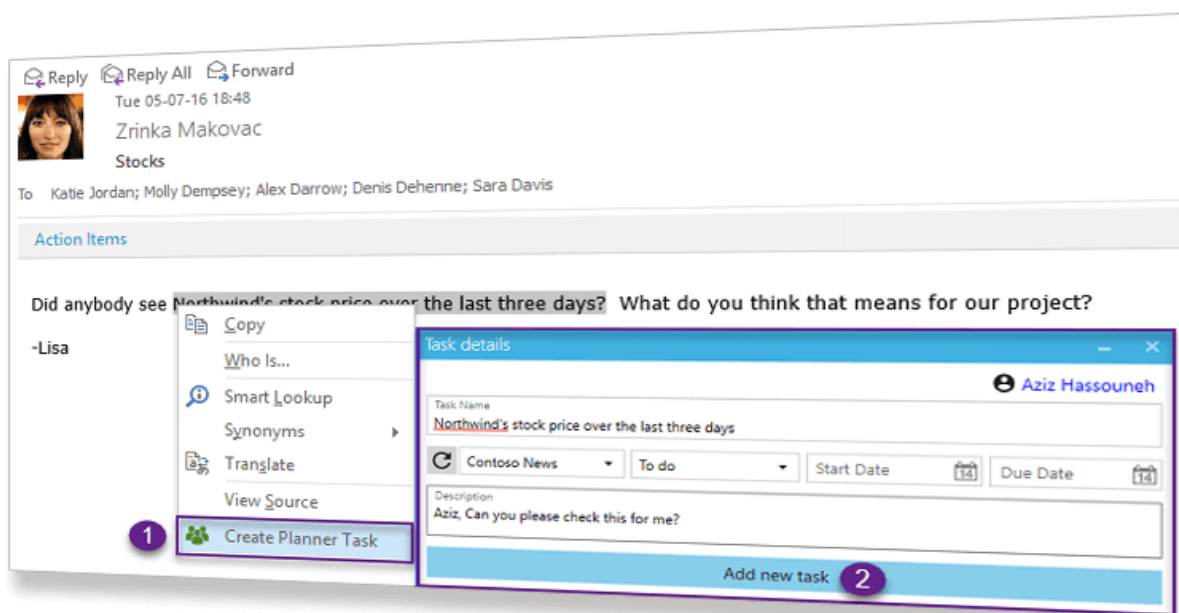 Reply Reply All Forward
Tue 05-07-16 18:48
Zrinka Makovac
Stocks
To Katie Jordan; Molly Dempsey; Alex Darrow; Denis Dehenne; Sara Davis
Action Items
Did anybody see Northwind's stock price over the last three days? What do you think that means for our project?
-Lisa
Copy
Who Is...
Smart Lookup
Synonyms
Translate
View Source
1 Create Planner Task
Task details
Aziz Hassouneh
Task Name
Northwind's stock price over the last three days
Contoso News To do Start Date 14 Due Date 14
Description
Aziz, Can you please check this for me?
Add new task 2